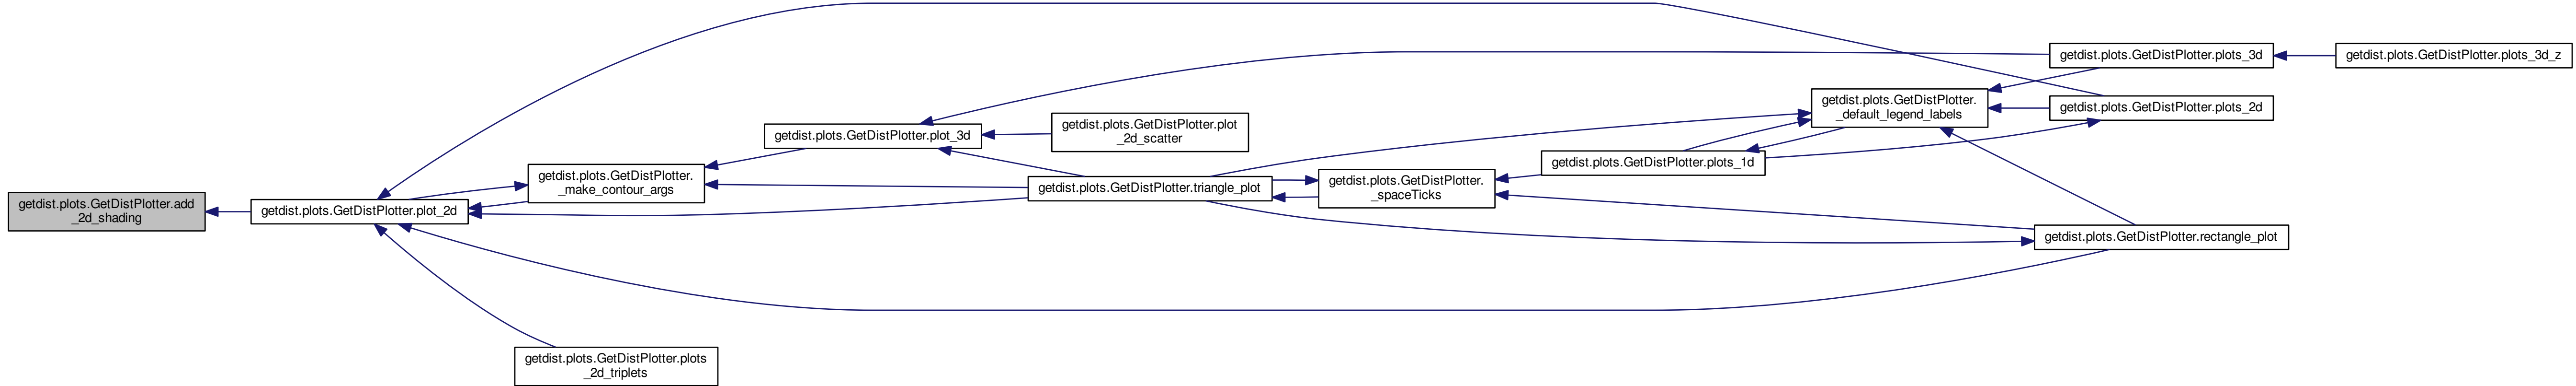 getdist.plots.GetDistPlotter.add
_2d_shading
getdist.plots.GetDistPlotter.plot_2d
getdist.plots.GetDistPlotter.
_make_contour_args
getdist.plots.GetDistPlotter.plots
_2d_triplets
getdist.plots.GetDistPlotter.plot_3d
getdist.plots.GetDistPlotter.plot
_2d_scatter
getdist.plots.GetDistPlotter.triangle_plot
getdist.plots.GetDistPlotter.
_spaceTicks
getdist.plots.GetDistPlotter.plots_1d
getdist.plots.GetDistPlotter.
_default_legend_labels
getdist.plots.GetDistPlotter.plots_3d
getdist.plots.GetDistPlotter.plots_2d
getdist.plots.GetDistPlotter.rectangle_plot
getdist.plots.GetDistPlotter.plots_3d_z